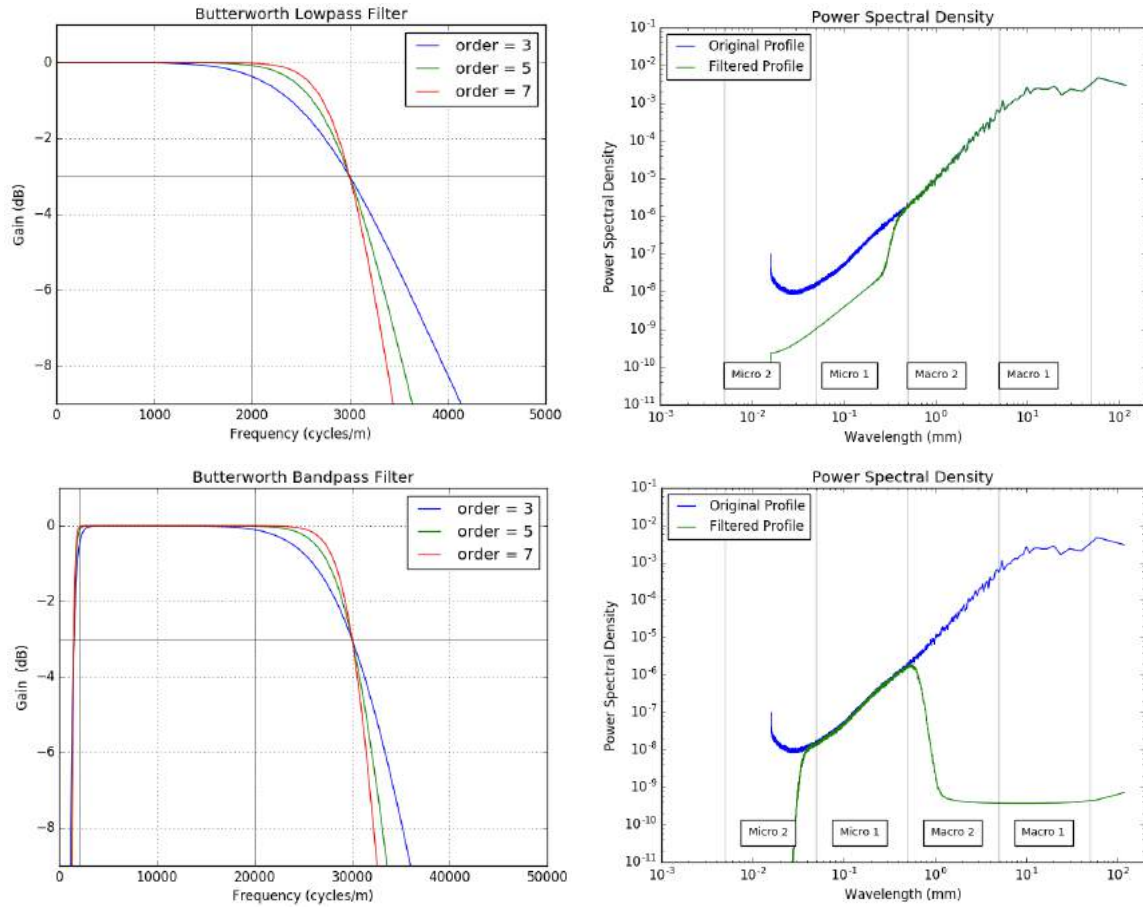 Butterworth Lowpass Filter
order = 3
order = 5
order = 7
0
−2
−4
−6
−8
Gain (dB)
0 1000 2000 3000 4000 5000
Frequency (cycles/m)
Power Spectral Density
Original Profile
Filtered Profile
10^-1
10^-2
10^-3
10^-4
10^-5
10^-6
10^-7
10^-8
10^-9
10^-10
10^-11
Power Spectral Density
Micro 2 Micro 1 Macro 2 Macro 1
10^-3 10^-2 10^-1 10^0 10^1 10^2
Wavelength (mm)
Butterworth Bandpass Filter
order = 3
order = 5
order = 7
0
−2
−4
−6
−8
Gain (dB)
0 10000 20000 30000 40000 50000
Frequency (cycles/m)
Power Spectral Density
Original Profile
Filtered Profile
10^-1
10^-2
10^-3
10^-4
10^-5
10^-6
10^-7
10^-8
10^-9
10^-10
10^-11
Power Spectral Density
Micro 2 Micro 1 Macro 2 Macro 1
10^-3 10^-2 10^-1 10^0 10^1 10^2
Wavelength (mm)